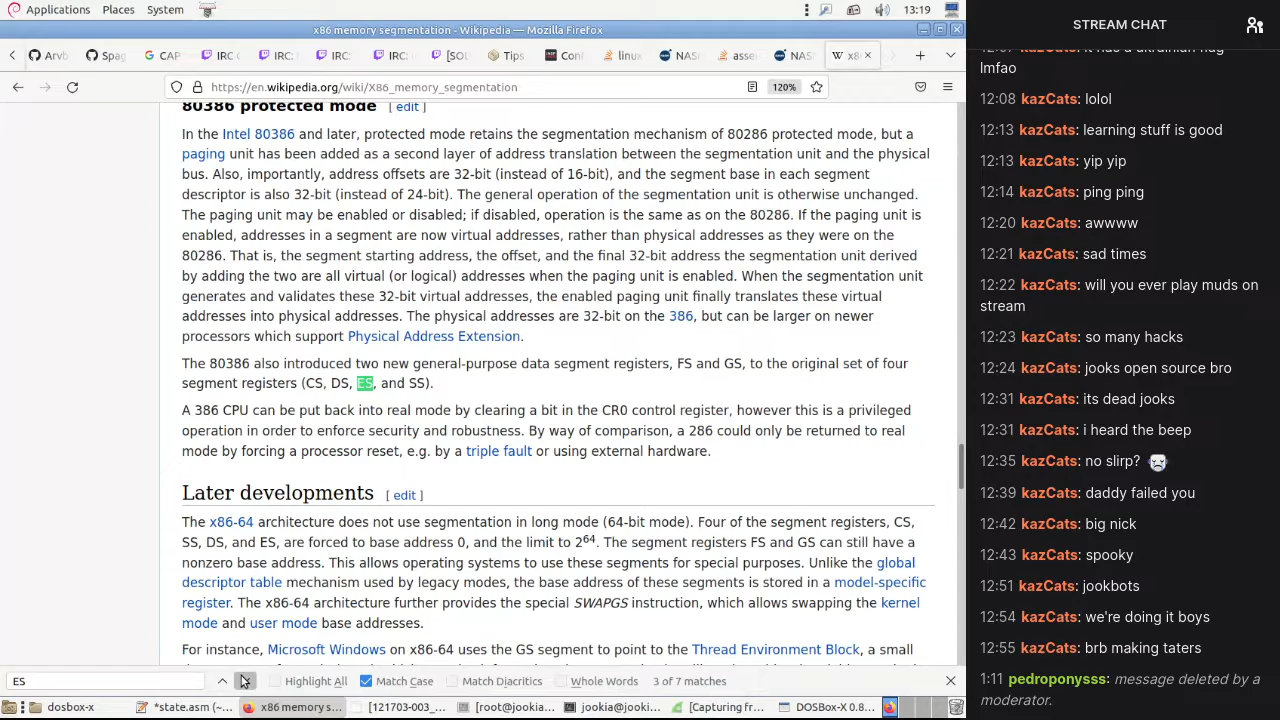 Applications Places System
13:19
x86 memory segmentation - Wikipedia — Mozilla Firefox
Arvb
Spag
CAP
IRC
IRC:
IRC:
IRC:
[SOL
Tips
Conf
linux
NAS
asse
NAS
x8
https://en.wikipedia.org/wiki/X86_memory_segmentation
120%
80386 protected mode [ edit ]
In the Intel 80386 and later, protected mode retains the segmentation mechanism of 80286 protected mode, but a
paging unit has been added as a second layer of address translation between the segmentation unit and the physical
bus. Also, importantly, address offsets are 32-bit (instead of 16-bit), and the segment base in each segment
descriptor is also 32-bit (instead of 24-bit). The general operation of the segmentation unit is otherwise unchanged.
The paging unit may be enabled or disabled; if disabled, operation is the same as on the 80286. If the paging unit is
enabled, addresses in a segment are now virtual addresses, rather than physical addresses as they were on the
80286. That is, the segment starting address, the offset, and the final 32-bit address the segmentation unit derived
by adding the two are all virtual (or logical) addresses when the paging unit is enabled. When the segmentation unit
generates and validates these 32-bit virtual addresses, the enabled paging unit finally translates these virtual
addresses into physical addresses. The physical addresses are 32-bit on the 386, but can be larger on newer
processors which support Physical Address Extension.
The 80386 also introduced two new general-purpose data segment registers, FS and GS, to the original set of four
segment registers (CS, DS, ES, and SS).
A 386 CPU can be put back into real mode by clearing a bit in the CR0 control register, however this is a privileged
operation in order to enforce security and robustness. By way of comparison, a 286 could only be returned to real
mode by forcing a processor reset, e.g. by a triple fault or using external hardware.
Later developments [ edit ]
The x86-64 architecture does not use segmentation in long mode (64-bit mode). Four of the segment registers, CS,
SS, DS, and ES, are forced to base address 0, and the limit to 2⁶⁴. The segment registers FS and GS can still have a
nonzero base address. This allows operating systems to use these segments for special purposes. Unlike the global
descriptor table mechanism used by legacy modes, the base address of these segments is stored in a model-specific
register. The x86-64 architecture further provides the special SWAPGS instruction, which allows swapping the kernel
mode and user mode base addresses.
For instance, Microsoft Windows on x86-64 uses the GS segment to point to the Thread Environment Block, a small
ES
Highlight All Match Case Match Diacritics Whole Words 3 of 7 matches
dosbox-x
*state.asm (~...
x86 memory...
[121703-003_...
[root@jookia...
jookia@jooki...
[Capturing fr...
DOSBox-X 0.8...
STREAM CHAT
lmfao
12:08 kazCats: lolol
12:13 kazCats: learning stuff is good
12:13 kazCats: yip yip
12:14 kazCats: ping ping
12:20 kazCats: awwww
12:21 kazCats: sad times
12:22 kazCats: will you ever play muds on
stream
12:23 kazCats: so many hacks
12:24 kazCats: jooks open source bro
12:31 kazCats: its dead jooks
12:31 kazCats: i heard the beep
12:35 kazCats: no slirp?
12:39 kazCats: daddy failed you
12:42 kazCats: big nick
12:43 kazCats: spooky
12:51 kazCats: jookbots
12:54 kazCats: we're doing it boys
12:55 kazCats: brb making taters
1:11 pedroponysss: message deleted by a
moderator.